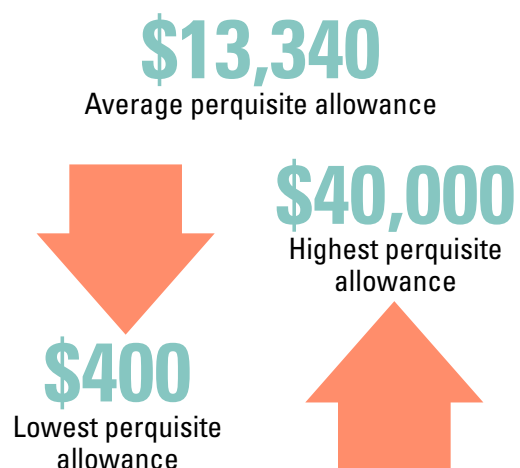 $13,340
Average perquisite allowance
$40,000
Highest perquisite
allowance
$400
Lowest perquisite
allowance